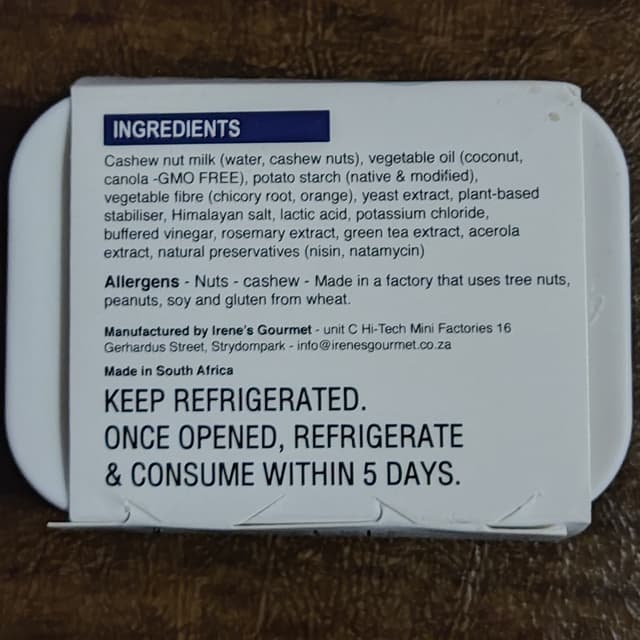 INGREDIENTS
Cashew nut milk (water, cashew nuts), vegetable oil (coconut,
canola -GMO FREE), potato starch (native & modified),
vegetable fibre (chicory root, orange), yeast extract, plant-based
stabiliser, Himalayan salt, lactic acid, potassium chloride,
buffered vinegar, rosemary extract, green tea extract, acerola
extract, natural preservatives (nisin, natamycin)
Allergens - Nuts - cashew - Made in a factory that uses tree nuts,
peanuts, soy and gluten from wheat.
Manufactured by Irene's Gourmet - unit C Hi-Tech Mini Factories 16
Gerhardus Street, Strydompark - info@irenesgourmet.co.za
Made in South Africa
KEEP REFRIGERATED.
ONCE OPENED, REFRIGERATE
& CONSUME WITHIN 5 DAYS.